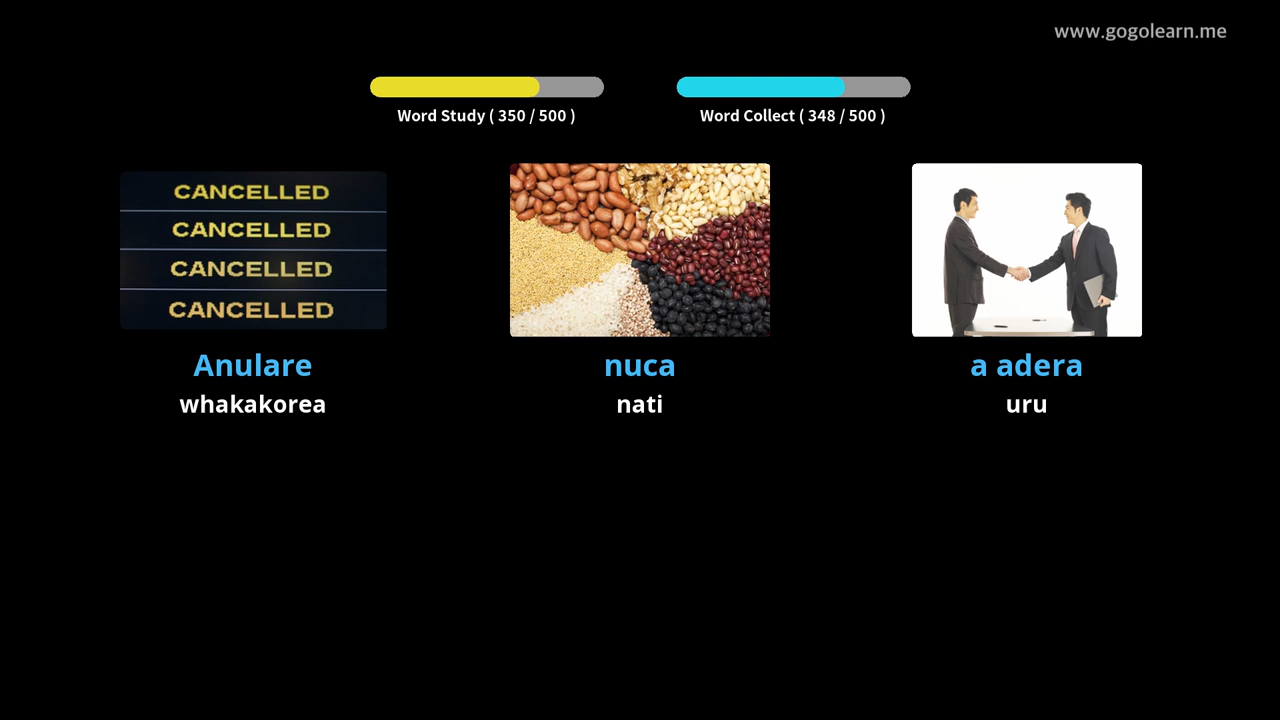 www.gogolearn.me
Word Study ( 350 / 500 )
Word Collect ( 348 / 500 )
CANCELLED
CANCELLED
CANCELLED
CANCELLED
Anulare
whakakorea
nuca
nati
a adera
uru